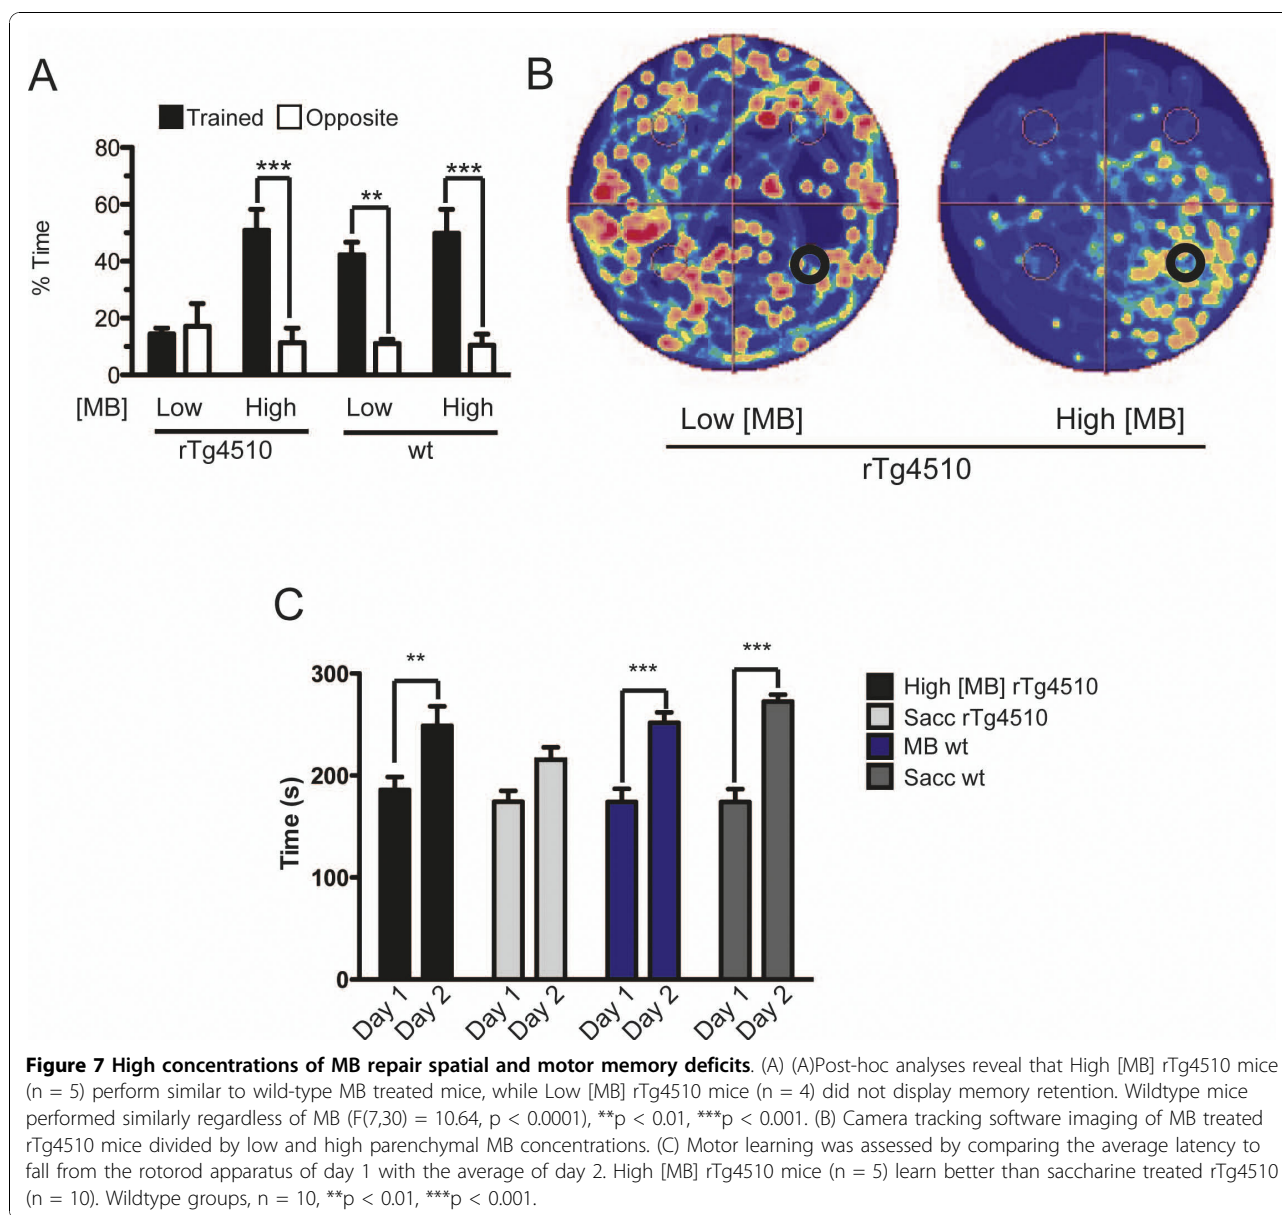 A
Trained Opposite
80
60
40
20
0
% Time
*** ** ***
[MB] Low High Low High
rTg4510 wt
B
Low [MB] High [MB]
rTg4510
C
** *** ***
300
200
100
0
Time (s)
Day 1 Day 2 Day 1 Day 2 Day 1 Day 2 Day 1 Day 2
High [MB] rTg4510
Sacc rTg4510
MB wt
Sacc wt
Figure 7 High concentrations of MB repair spatial and motor memory deficits. (A) (A)Post-hoc analyses reveal that High [MB] rTg4510 mice
(n = 5) perform similar to wild-type MB treated mice, while Low [MB] rTg4510 mice (n = 4) did not display memory retention. Wildtype mice
performed similarly regardless of MB (F(7,30) = 10.64, p < 0.0001), **p < 0.01, ***p < 0.001. (B) Camera tracking software imaging of MB treated
rTg4510 mice divided by low and high parenchymal MB concentrations. (C) Motor learning was assessed by comparing the average latency to
fall from the rotorod apparatus of day 1 with the average of day 2. High [MB] rTg4510 mice (n = 5) learn better than saccharine treated rTg4510
(n = 10). Wildtype groups, n = 10, **p < 0.01, ***p < 0.001.